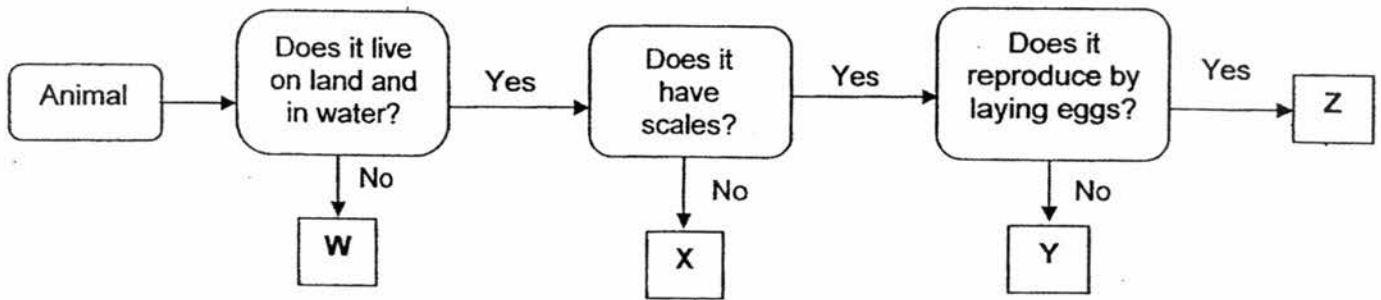 Animal
Does it live
on land and
in water?
Yes
Does it
have
scales?
Yes
Does it
reproduce by
laying eggs?
Yes
Z
No
W
No
X
No
Y